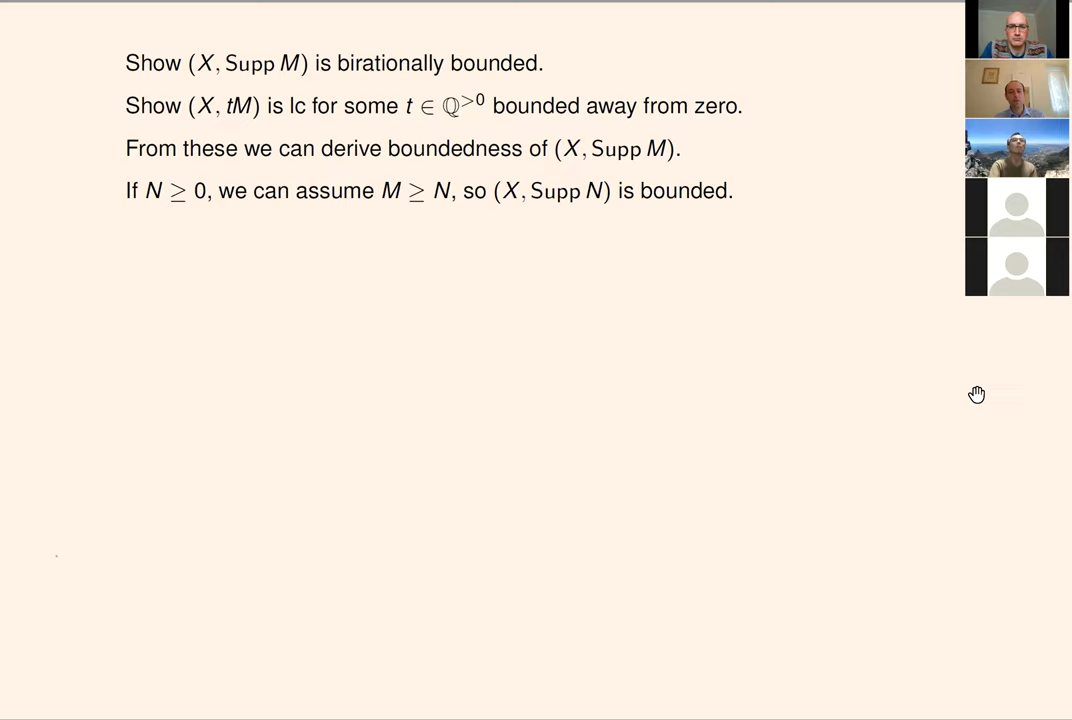 Show (X, Supp M) is birationally bounded.
Show (X, tM) is lc for some t ∈ ℚ^{>0} bounded away from zero.
From these we can derive boundedness of (X, Supp M).
If N ≥ 0, we can assume M ≥ N, so (X, Supp N) is bounded.